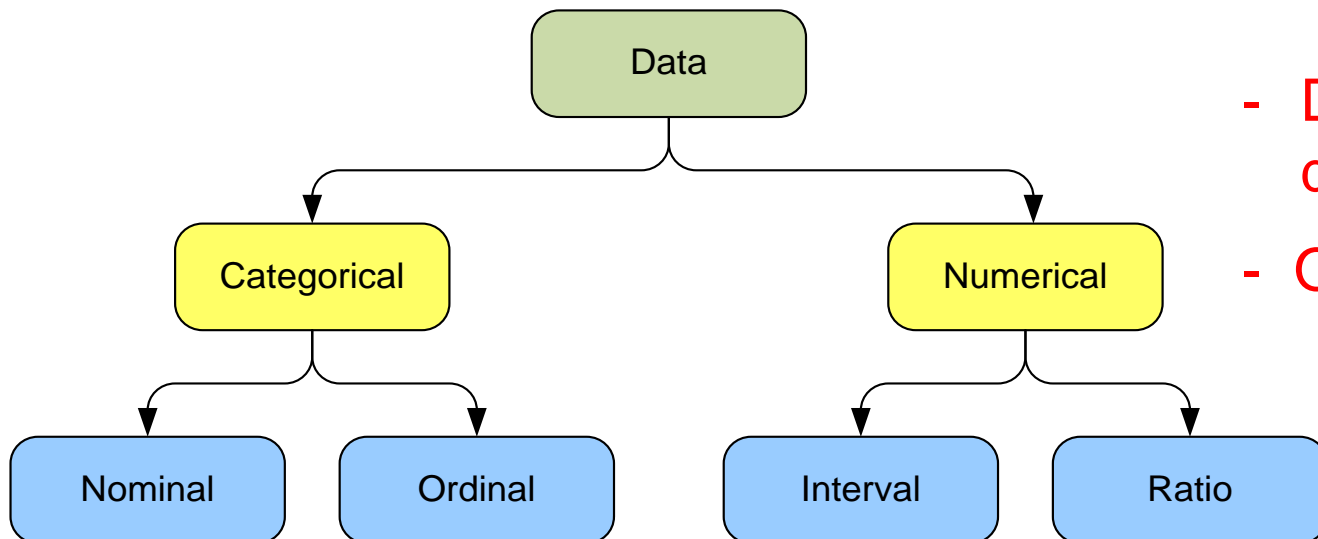 Data
Categorical
Numerical
Nominal
Ordinal
Interval
Ratio